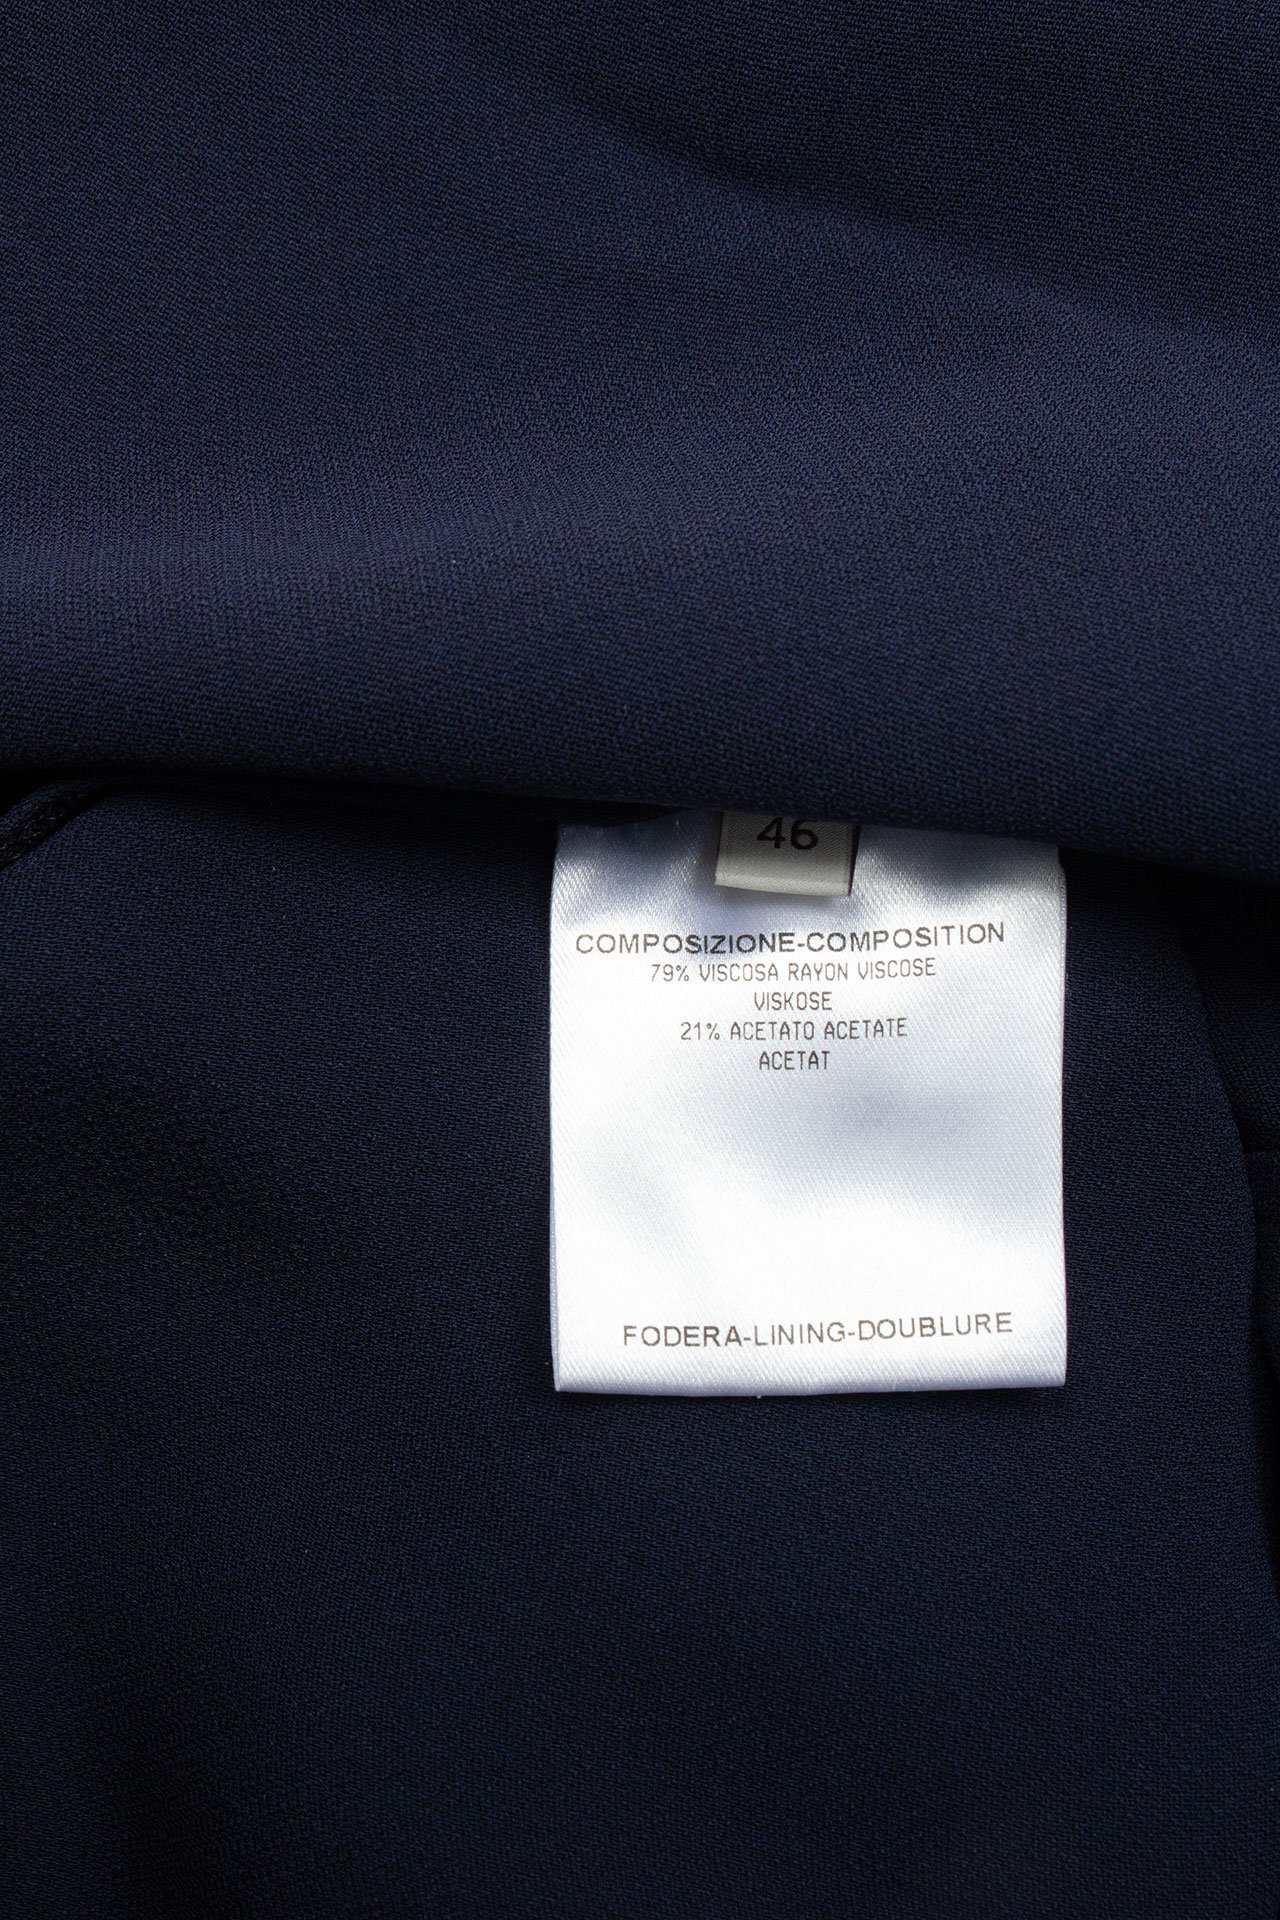 46
COMPOSIZIONE-COMPOSITION
79% VISCOSA RAYON VISCOSE
VISKOSE
21% ACETATO ACETATE
ACETAT
FODERA-LINING-DOUBLURE